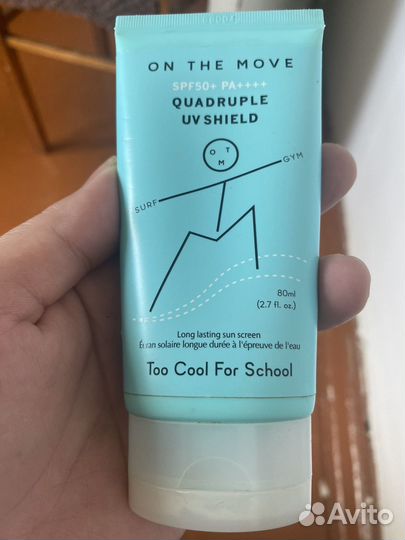 ON THE MOVE
SPF50+ PA++++
QUADRUPLE
UV SHIELD
O T
M
SURF
GYM
80ml
(2.7 fl. oz.)
Long lasting sun screen
Écran solaire longue durée à l'épreuve de l'eau
Too Cool For School
Avito